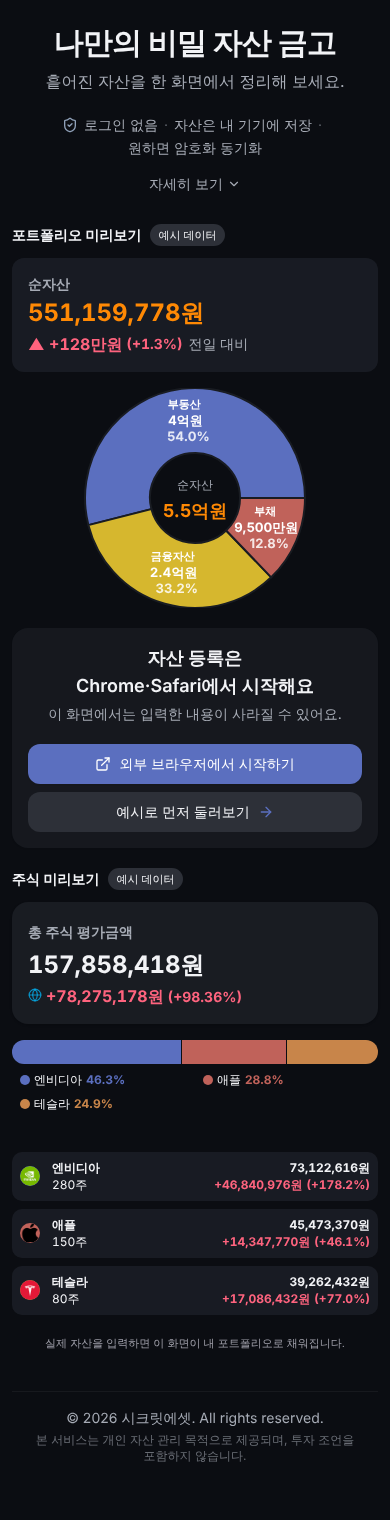 나만의 비밀 자산 금고
흩어진 자산을 한 화면에서 정리해 보세요.
로그인 없음 · 자산은 내 기기에 저장 ·
원하면 암호화 동기화
자세히 보기
포트폴리오 미리보기 예시 데이터
순자산
551,159,778원
▲ +128만원 (+1.3%) 전일 대비
부동산
4억원
54.0%
순자산
5.5억원
부채
9,500만원
12.8%
금융자산
2.4억원
33.2%
자산 등록은
Chrome·Safari에서 시작해요
이 화면에서는 입력한 내용이 사라질 수 있어요.
외부 브라우저에서 시작하기
예시로 먼저 둘러보기 →
주식 미리보기 예시 데이터
총 주식 평가금액
157,858,418원
+78,275,178원 (+98.36%)
엔비디아 46.3% 애플 28.8%
테슬라 24.9%
엔비디아 73,122,616원
280주 +46,840,976원 (+178.2%)
애플 45,473,370원
150주 +14,347,770원 (+46.1%)
테슬라 39,262,432원
80주 +17,086,432원 (+77.0%)
실제 자산을 입력하면 이 화면이 내 포트폴리오로 채워집니다.
© 2026 시크릿에셋. All rights reserved.
본 서비스는 개인 자산 관리 목적으로 제공되며, 투자 조언을
포함하지 않습니다.